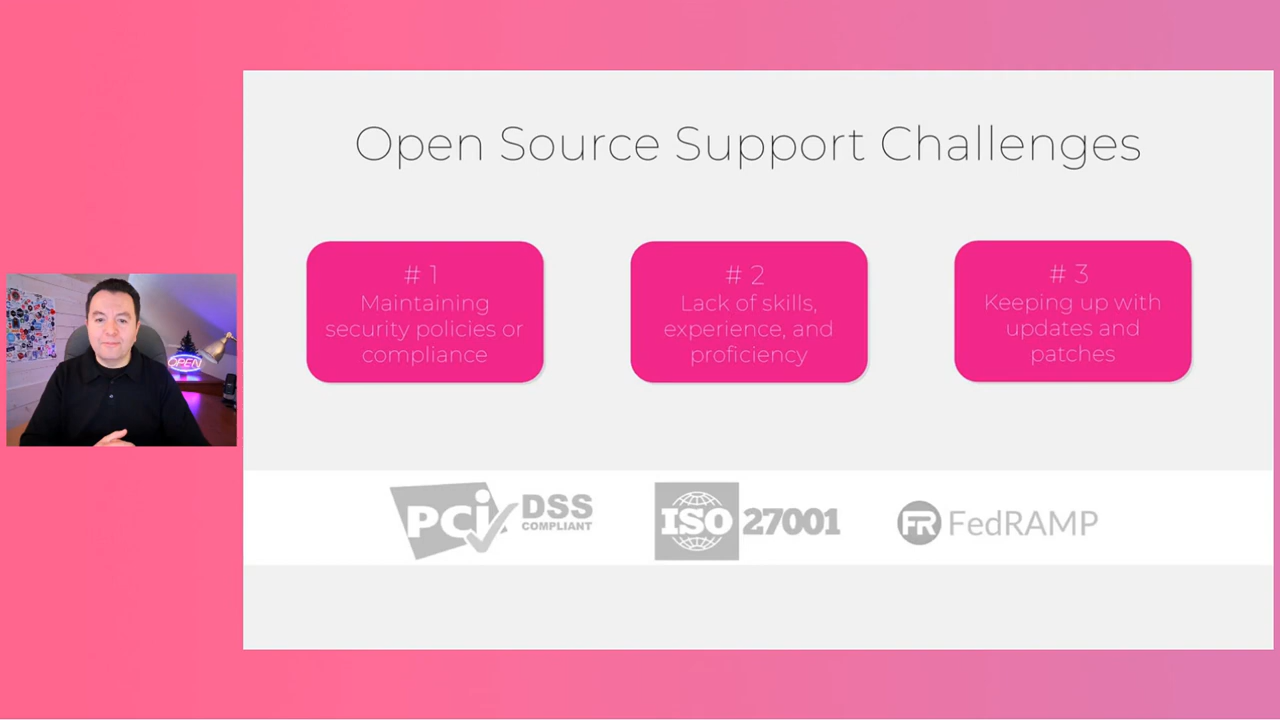 Open Source Support Challenges
# 1
Maintaining
security policies or
compliance
# 2
Lack of skills,
experience, and
proficiency
# 3
Keeping up with
updates and
patches
OPEN
PCi DSS
COMPLIANT
ISO 27001
FR FedRAMP